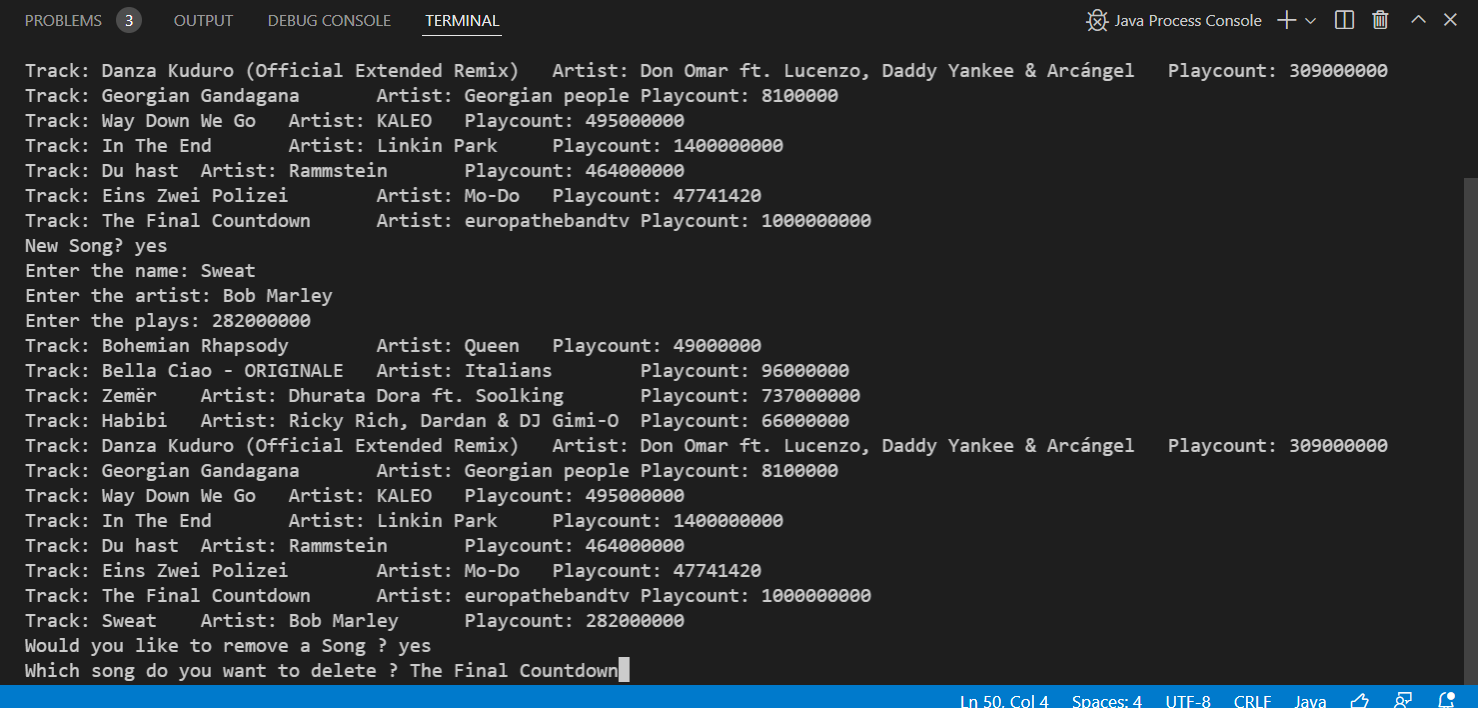 PROBLEMS 3 OUTPUT DEBUG CONSOLE TERMINAL Java Process Console
Track: Danza Kuduro (Official Extended Remix) Artist: Don Omar ft. Lucenzo, Daddy Yankee & Arcángel Playcount: 309000000
Track: Georgian Gandagana Artist: Georgian people Playcount: 8100000
Track: Way Down We Go Artist: KALEO Playcount: 495000000
Track: In The End Artist: Linkin Park Playcount: 1400000000
Track: Du hast Artist: Rammstein Playcount: 464000000
Track: Eins Zwei Polizei Artist: Mo-Do Playcount: 47741420
Track: The Final Countdown Artist: europathebandtv Playcount: 1000000000
New Song? yes
Enter the name: Sweat
Enter the artist: Bob Marley
Enter the plays: 282000000
Track: Bohemian Rhapsody Artist: Queen Playcount: 49000000
Track: Bella Ciao - ORIGINALE Artist: Italians Playcount: 96000000
Track: Zemër Artist: Dhurata Dora ft. Soolking Playcount: 737000000
Track: Habibi Artist: Ricky Rich, Dardan & DJ Gimi-O Playcount: 66000000
Track: Danza Kuduro (Official Extended Remix) Artist: Don Omar ft. Lucenzo, Daddy Yankee & Arcángel Playcount: 309000000
Track: Georgian Gandagana Artist: Georgian people Playcount: 8100000
Track: Way Down We Go Artist: KALEO Playcount: 495000000
Track: In The End Artist: Linkin Park Playcount: 1400000000
Track: Du hast Artist: Rammstein Playcount: 464000000
Track: Eins Zwei Polizei Artist: Mo-Do Playcount: 47741420
Track: The Final Countdown Artist: europathebandtv Playcount: 1000000000
Track: Sweat Artist: Bob Marley Playcount: 282000000
Would you like to remove a Song ? yes
Which song do you want to delete ? The Final Countdown
Ln 50, Col 4 Spaces: 4 UTF-8 CRLF Java